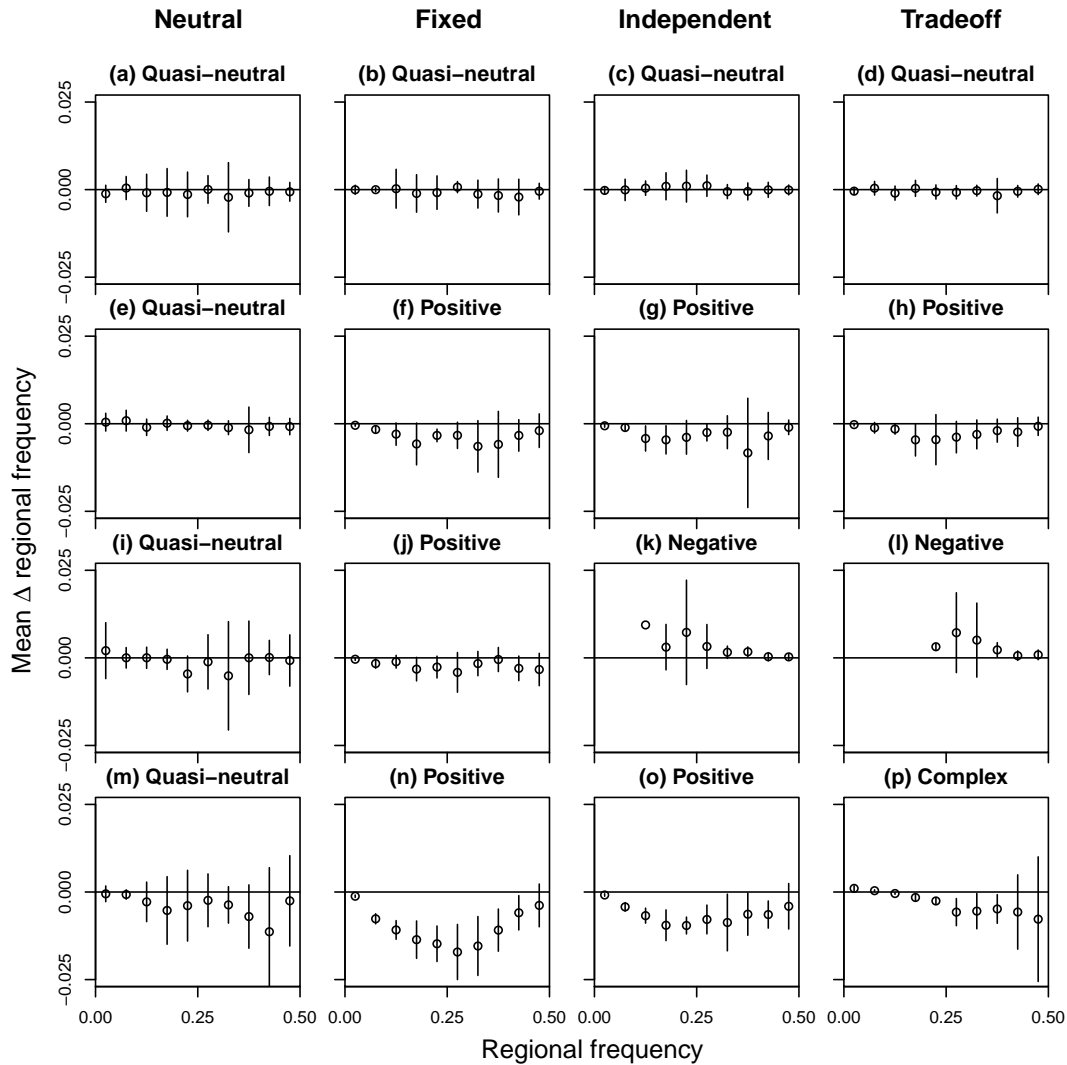 Neutral Fixed Independent Tradeoff
(a) Quasi−neutral (b) Quasi−neutral (c) Quasi−neutral (d) Quasi−neutral
0.025
0.000
−0.025
(e) Quasi−neutral (f) Positive (g) Positive (h) Positive
0.025
0.000
−0.025
(i) Quasi−neutral (j) Positive (k) Negative (l) Negative
0.025
0.000
−0.025
(m) Quasi−neutral (n) Positive (o) Positive (p) Complex
0.025
0.000
−0.025
Mean Δ regional frequency
0.00 0.25 0.50 0.00 0.25 0.50 0.00 0.25 0.50 0.00 0.25 0.50
Regional frequency